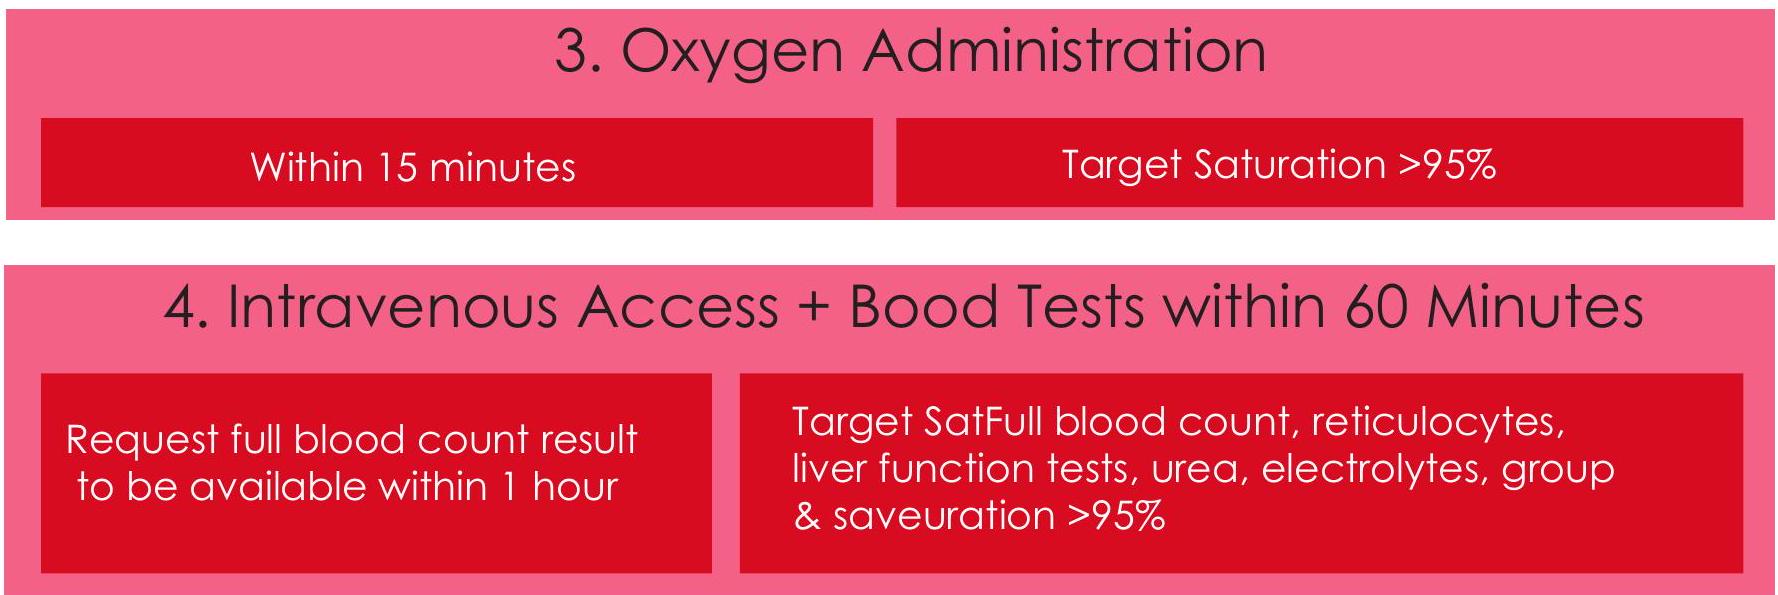 3. Oxygen Administration
Within 15 minutes
Target Saturation >95%
4. Intravenous Access + Bood Tests within 60 Minutes
Request full blood count result
to be available within 1 hour
Target SatFull blood count, reticulocytes,
liver function tests, urea, electrolytes, group
& saveuration >95%